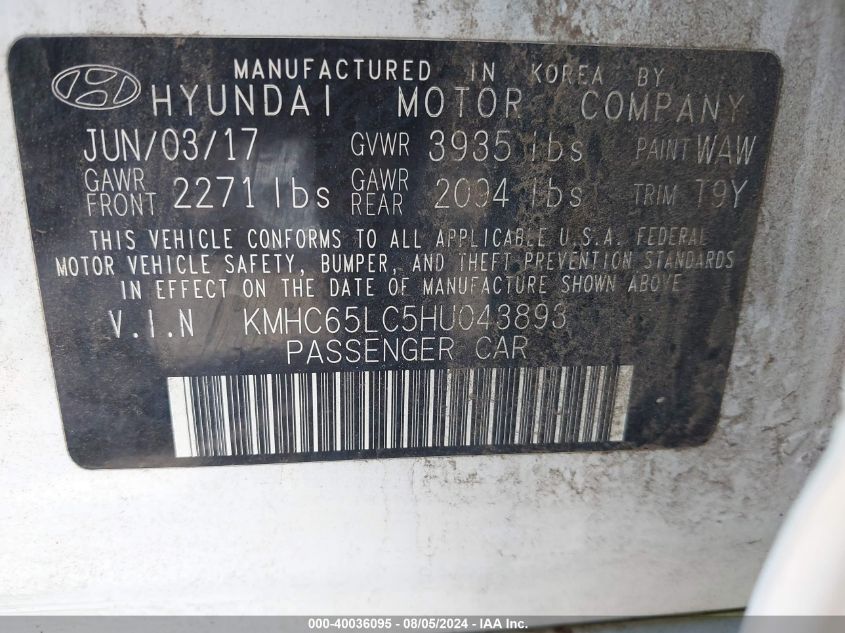 MANUFACTURED IN KOREA BY
HYUNDAI MOTOR COMPANY
JUN/03/17 GVWR 3935 lbs PAINT WAW
GAWR FRONT 2271 lbs GAWR REAR 2094 lbs TRIM T9Y
THIS VEHICLE CONFORMS TO ALL APPLICABLE U.S.A. FEDERAL
MOTOR VEHICLE SAFETY, BUMPER, AND THEFT PREVENTION STANDARDS
IN EFFECT ON THE DATE OF MANUFACTURE SHOWN ABOVE
V.I.N KMHC65LC5HU043893
PASSENGER CAR
000-40036095 - 08/05/2024 - IAA Inc.